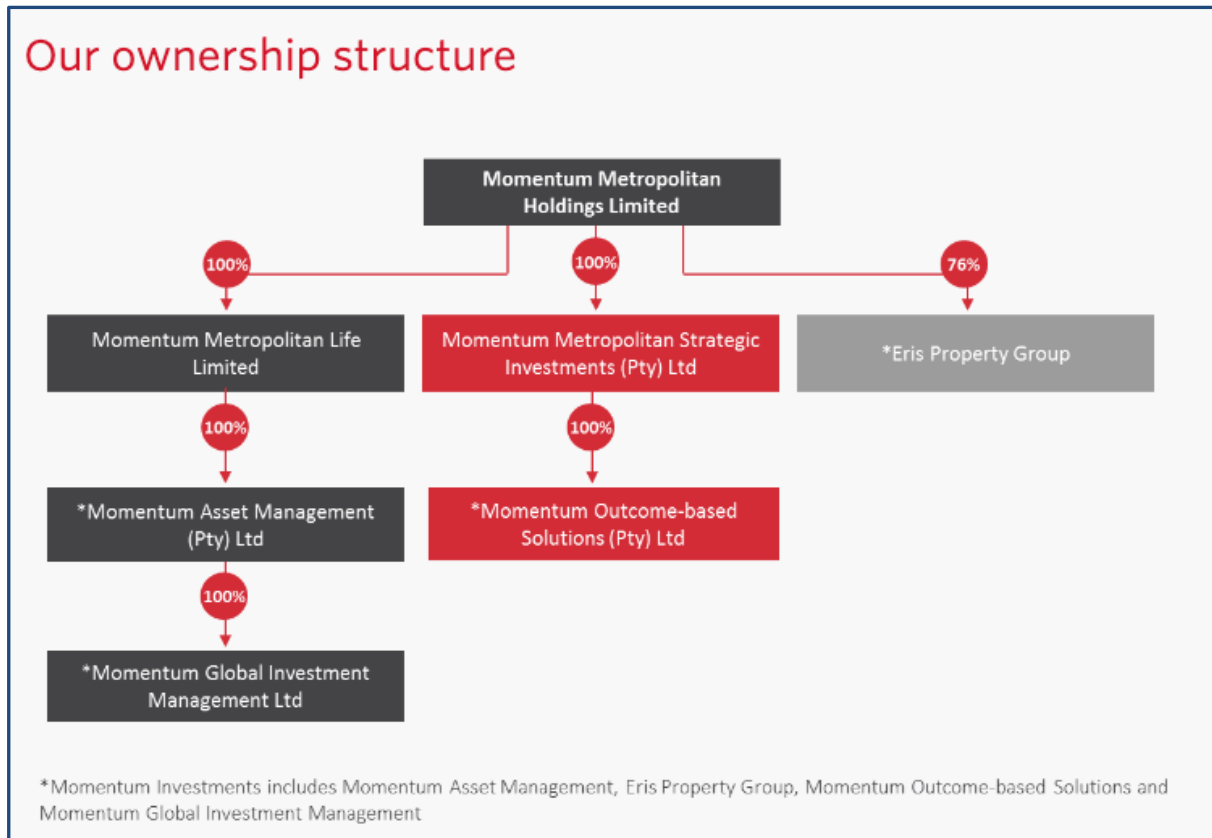 Our ownership structure
Momentum Metropolitan
Holdings Limited
100%
100%
76%
Momentum Metropolitan Life
Limited
Momentum Metropolitan Strategic
Investments (Pty) Ltd
*Eris Property Group
100%
100%
*Momentum Asset Management
(Pty) Ltd
*Momentum Outcome-based
Solutions (Pty) Ltd
100%
*Momentum Global Investment
Management Ltd
*Momentum Investments includes Momentum Asset Management, Eris Property Group, Momentum Outcome-based Solutions and
Momentum Global Investment Management